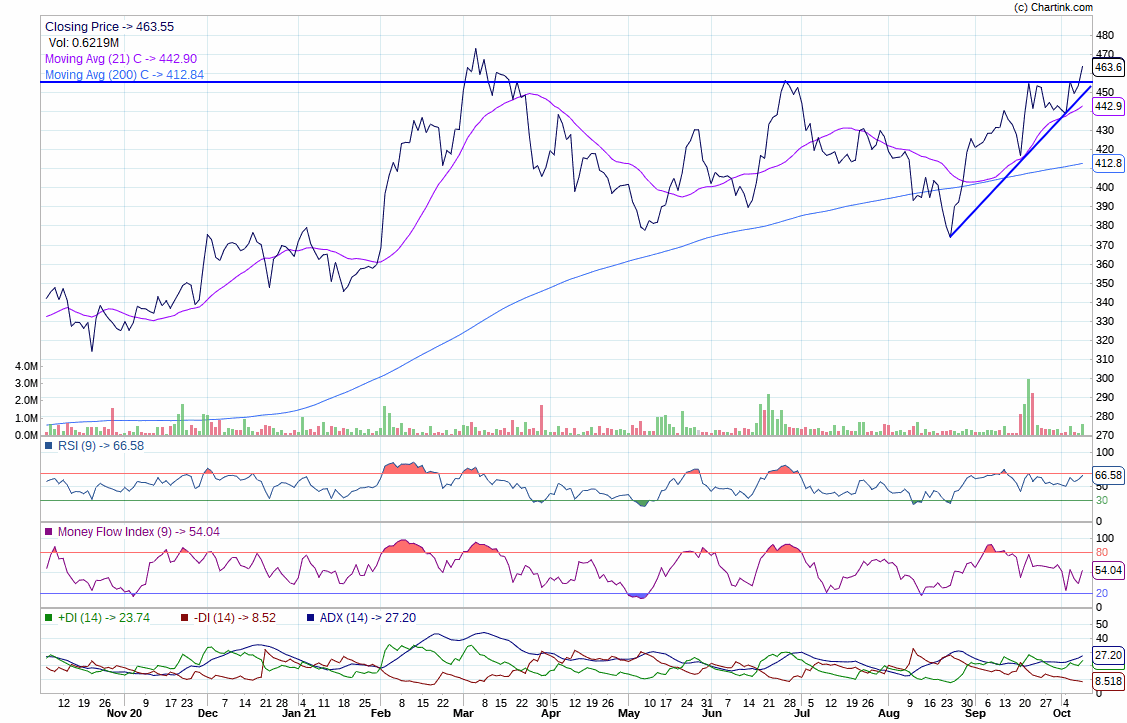 (c) Chartink.com
Closing Price -> 463.55
Vol: 0.6219M
Moving Avg (21) C -> 442.90
Moving Avg (200) C -> 412.84
480
470
463.6
450
442.9
430
420
412.8
400
390
380
370
360
350
340
330
320
310
300
290
280
270
4.0M
3.0M
2.0M
1.0M
0.0M
RSI (9) -> 66.58
100
66.58
50
30
0
Money Flow Index (9) -> 54.04
100
80
54.04
20
0
+DI (14) -> 23.74 -DI (14) -> 8.52 ADX (14) -> 27.20
50
40
27.20
8.518
0
12 19 26 9 17 23 7 14 21 28 4 11 18 25 8 15 22 8 15 22 30 5 12 19 26 10 17 24 31 7 14 21 28 5 12 19 26 9 16 23 30 6 13 20 27 4
Nov 20 Dec Jan 21 Feb Mar Apr May Jun Jul Aug Sep Oct